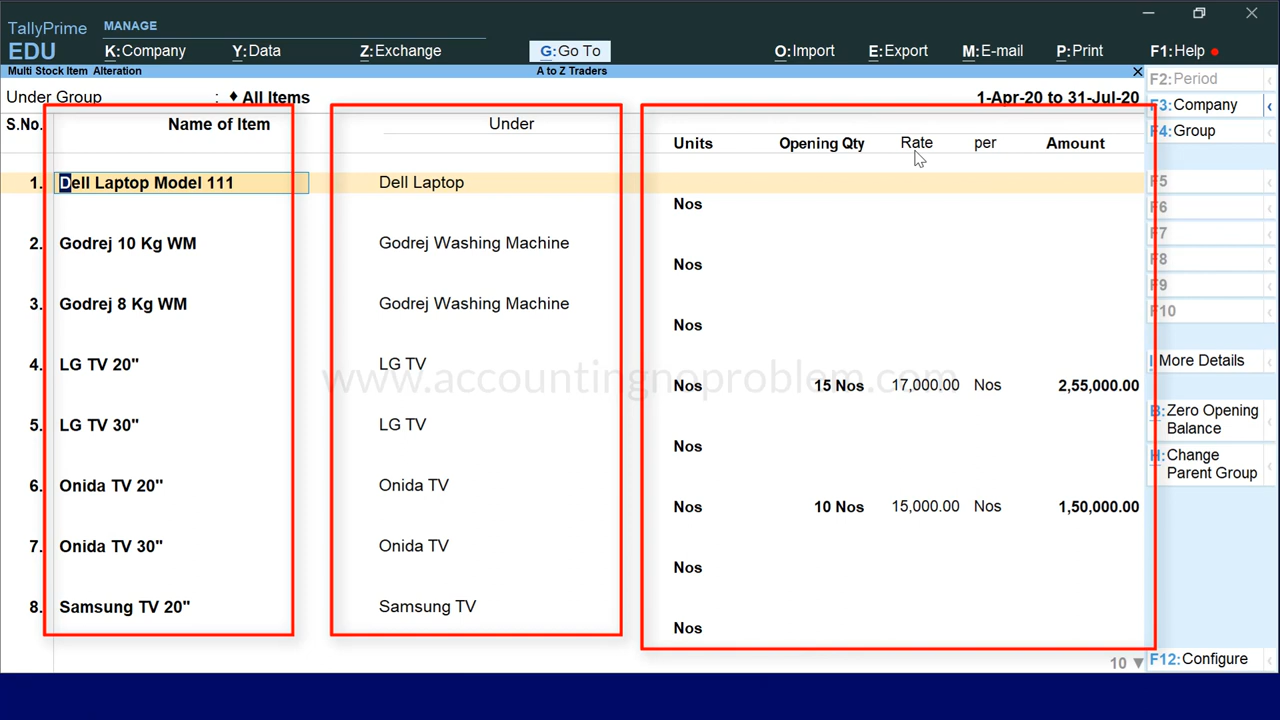 TallyPrime MANAGE
EDU K:Company Y:Data Z:Exchange G:Go To O:Import E:Export M:E-mail P:Print F1:Help
Multi Stock Item Alteration A to Z Traders
Under Group : ♦ All Items 1-Apr-20 to 31-Jul-20
S.No. Name of Item Under
Units Opening Qty Rate per Amount
1. Dell Laptop Model 111 Dell Laptop
Nos
2. Godrej 10 Kg WM Godrej Washing Machine
Nos
3. Godrej 8 Kg WM Godrej Washing Machine
Nos
4. LG TV 20" LG TV
www.accountingnoproblem.com
Nos 15 Nos 17,000.00 Nos 2,55,000.00
5. LG TV 30" LG TV
Nos
6. Onida TV 20" Onida TV
Nos 10 Nos 15,000.00 Nos 1,50,000.00
7. Onida TV 30" Onida TV
Nos
8. Samsung TV 20" Samsung TV
Nos
10 ▼
F2:Period
F3:Company
F4:Group
F5
F6
F7
F8
F9
F10
I:More Details
B:Zero Opening
Balance
H:Change
Parent Group
F12:Configure